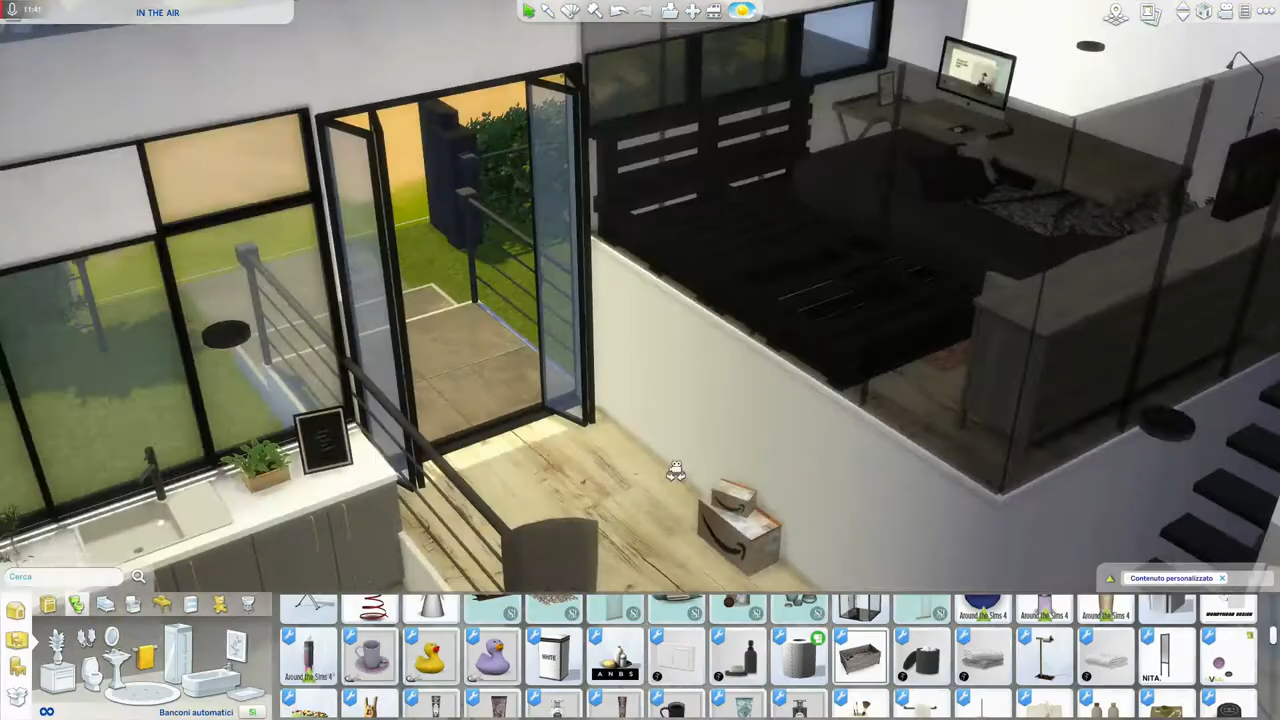 11:41
IN THE AIR
Cerca
Contenuto personalizzato
Around the Sims 4
Around the Sims 4
Around the Sims 4
Around the Sims 4
WHITE
A N B S
NITA.
Banconi automatici
Sì